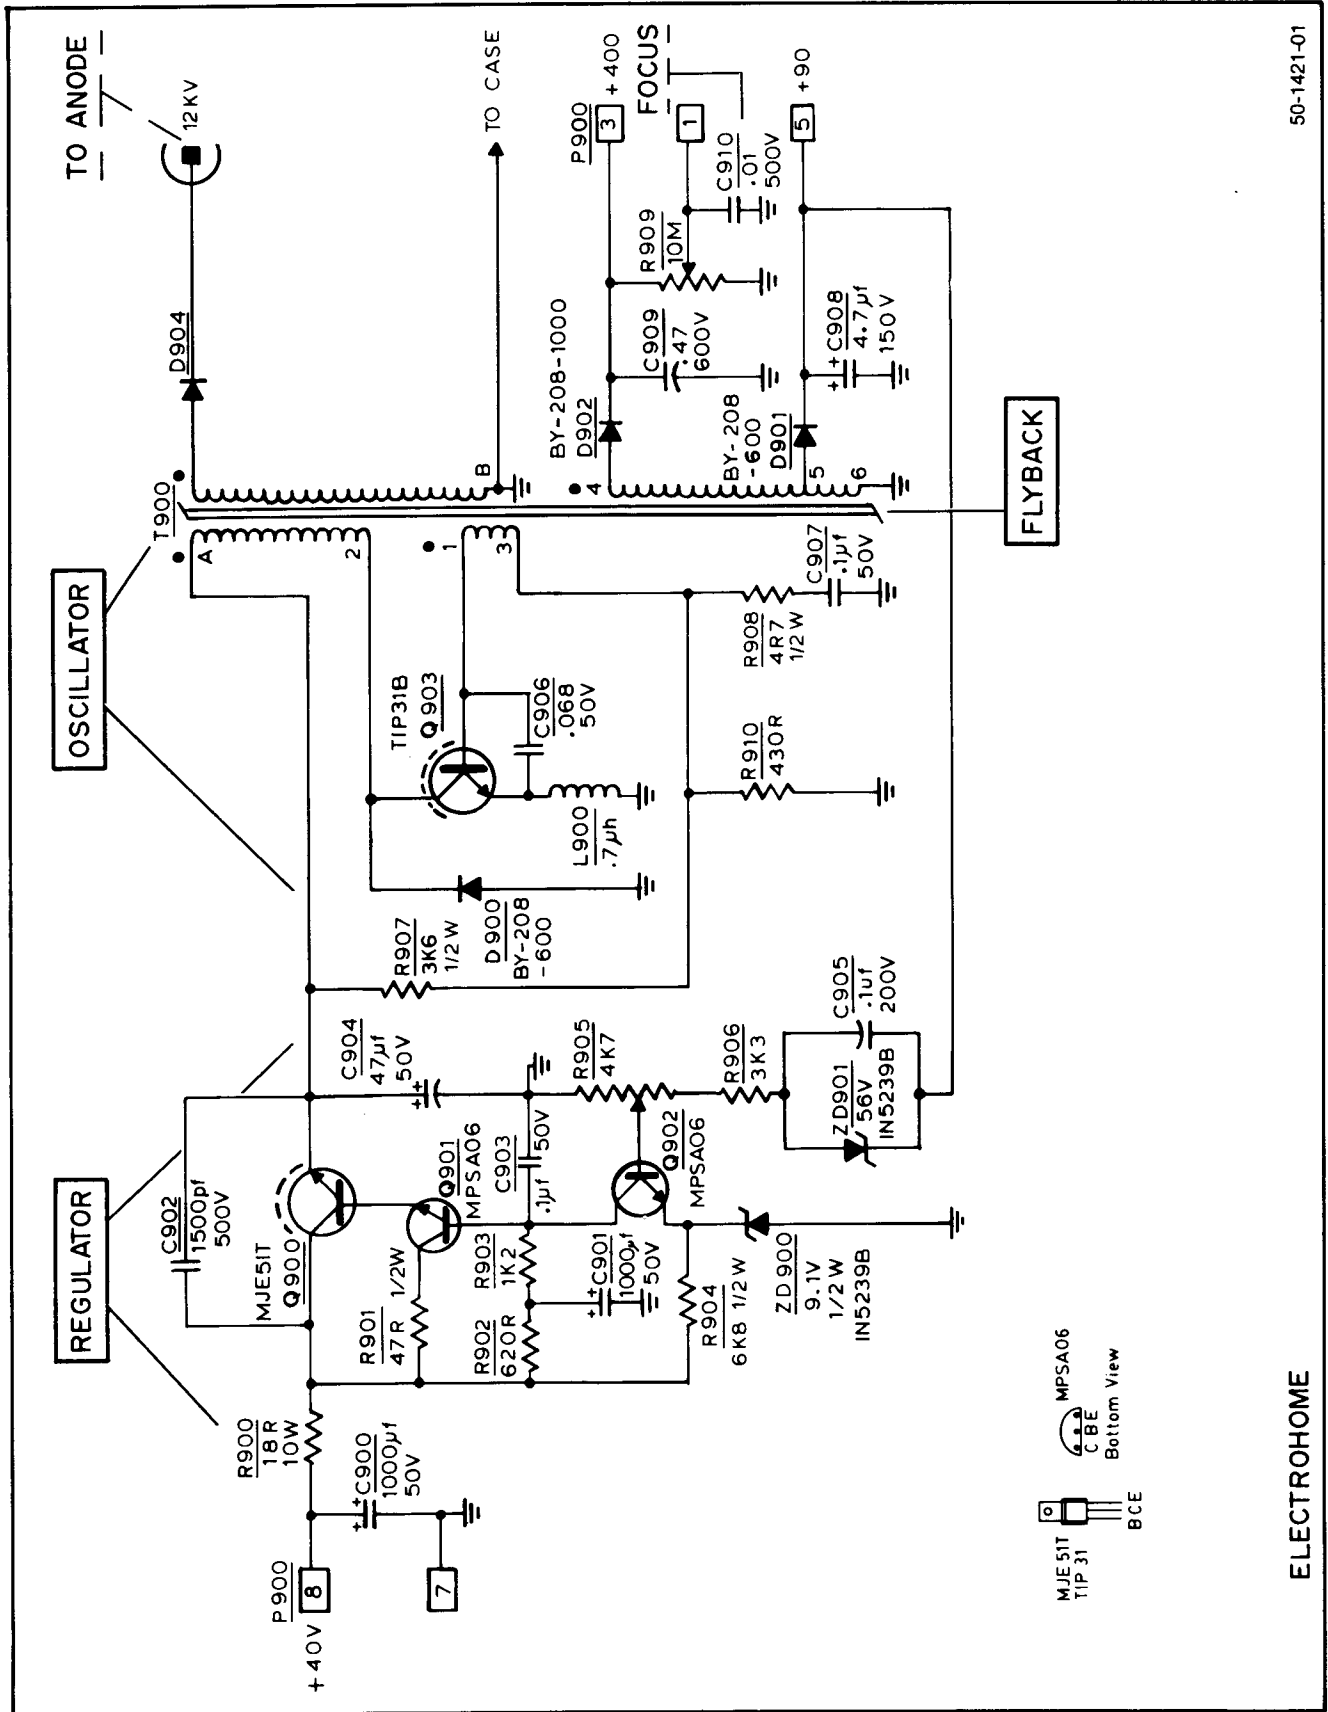 TO ANODE
12KV
D904
T900
A
2
B
TO CASE
OSCILLATOR
1
3
TIP31B
Q903
C906
.068
50V
L900
.7µh
D900
BY-208
-600
R907
3K6
1/2W
R908
4R7
1/2W
C907
.1µf
50V
R910
430R
4
5
6
BY-208-1000
D902
BY-208
-600
D901
C909
.47
600V
R909
10M
C910
.01
500V
P900
3
+400
FOCUS
1
5
+90
+ +
C908
4.7µf
150V
FLYBACK
REGULATOR
C902
1500pf
500V
MJE51T
Q900
R900
18R
10W
P900
+40V
8
7
+ +
C900
1000µf
50V
R901
47R
1/2W
Q901
MPSA06
R902
620R
R903
1K2
+ +
C901
1000µf
50V
C903
.1µf
50V
C904
47µf
50V
+ +
R905
4K7
Q902
MPSA06
R906
3K3
R904
6K8 1/2W
ZD900
9.1V
1/2W
IN5239B
ZD901
56V
IN5239B
C905
.1uf
200V
MJE51T
TIP31
BCE
MPSA06
C B E
Bottom View
ELECTROHOME
50-1421-01